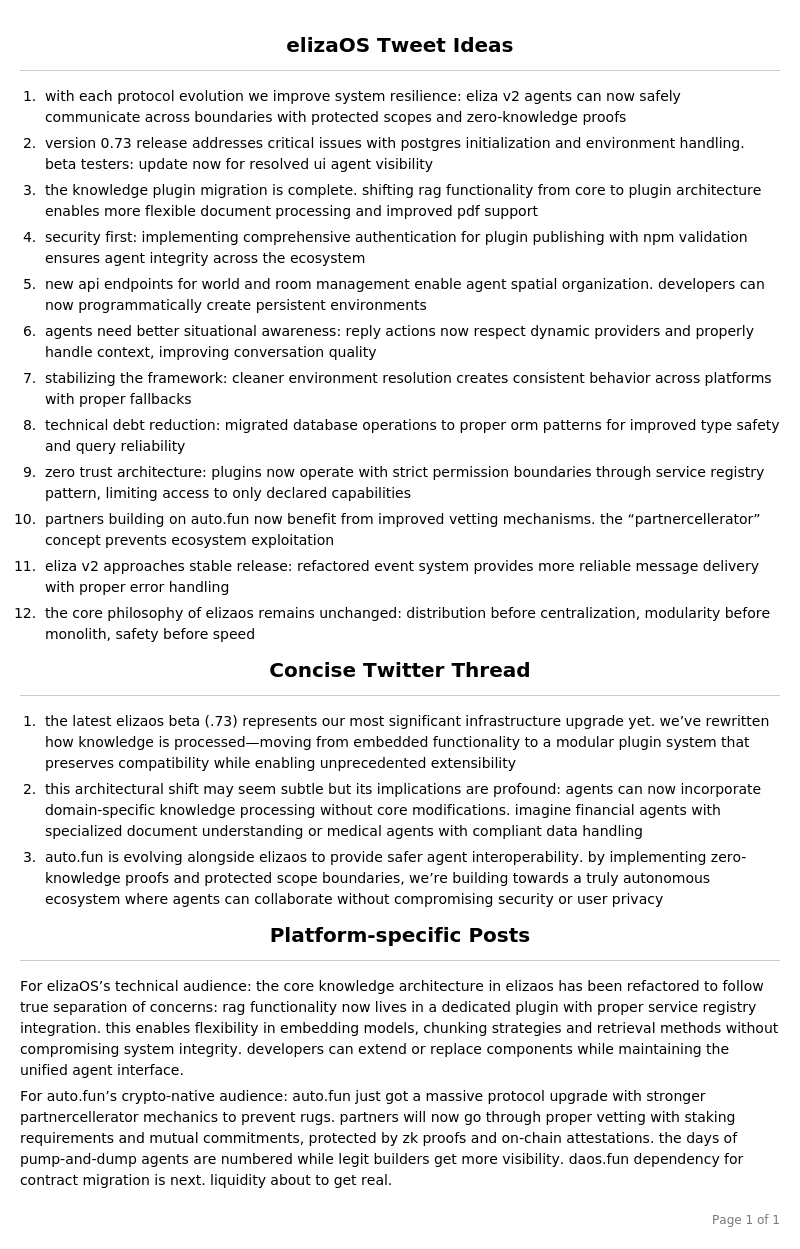 elizaOS Tweet Ideas
1. with each protocol evolution we improve system resilience: eliza v2 agents can now safely
communicate across boundaries with protected scopes and zero-knowledge proofs
2. version 0.73 release addresses critical issues with postgres initialization and environment handling.
beta testers: update now for resolved ui agent visibility
3. the knowledge plugin migration is complete. shifting rag functionality from core to plugin architecture
enables more flexible document processing and improved pdf support
4. security first: implementing comprehensive authentication for plugin publishing with npm validation
ensures agent integrity across the ecosystem
5. new api endpoints for world and room management enable agent spatial organization. developers can
now programmatically create persistent environments
6. agents need better situational awareness: reply actions now respect dynamic providers and properly
handle context, improving conversation quality
7. stabilizing the framework: cleaner environment resolution creates consistent behavior across platforms
with proper fallbacks
8. technical debt reduction: migrated database operations to proper orm patterns for improved type safety
and query reliability
9. zero trust architecture: plugins now operate with strict permission boundaries through service registry
pattern, limiting access to only declared capabilities
10. partners building on auto.fun now benefit from improved vetting mechanisms. the “partnercellerator”
concept prevents ecosystem exploitation
11. eliza v2 approaches stable release: refactored event system provides more reliable message delivery
with proper error handling
12. the core philosophy of elizaos remains unchanged: distribution before centralization, modularity before
monolith, safety before speed
Concise Twitter Thread
1. the latest elizaos beta (.73) represents our most significant infrastructure upgrade yet. we’ve rewritten
how knowledge is processed—moving from embedded functionality to a modular plugin system that
preserves compatibility while enabling unprecedented extensibility
2. this architectural shift may seem subtle but its implications are profound: agents can now incorporate
domain-specific knowledge processing without core modifications. imagine financial agents with
specialized document understanding or medical agents with compliant data handling
3. auto.fun is evolving alongside elizaos to provide safer agent interoperability. by implementing zero-
knowledge proofs and protected scope boundaries, we’re building towards a truly autonomous
ecosystem where agents can collaborate without compromising security or user privacy
Platform-specific Posts
For elizaOS’s technical audience: the core knowledge architecture in elizaos has been refactored to follow
true separation of concerns: rag functionality now lives in a dedicated plugin with proper service registry
integration. this enables flexibility in embedding models, chunking strategies and retrieval methods without
compromising system integrity. developers can extend or replace components while maintaining the
unified agent interface.
For auto.fun’s crypto-native audience: auto.fun just got a massive protocol upgrade with stronger
partnercellerator mechanics to prevent rugs. partners will now go through proper vetting with staking
requirements and mutual commitments, protected by zk proofs and on-chain attestations. the days of
pump-and-dump agents are numbered while legit builders get more visibility. daos.fun dependency for
contract migration is next. liquidity about to get real.
Page 1 of 1